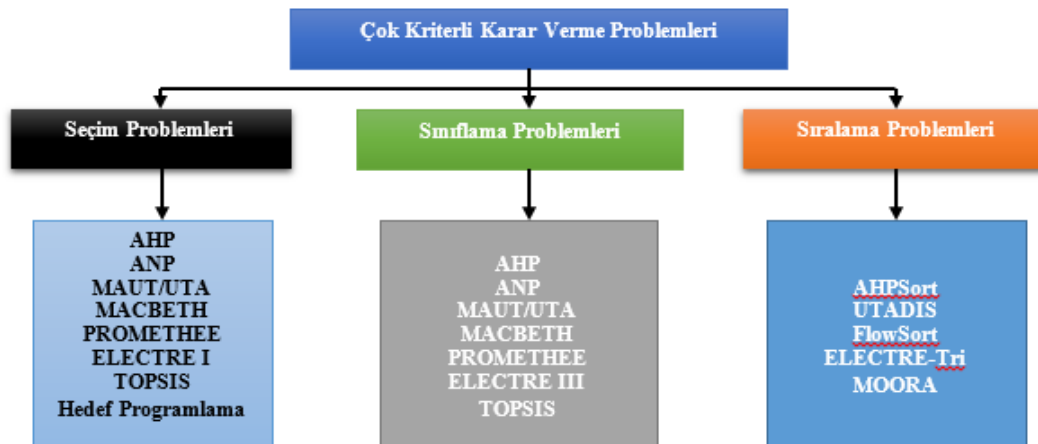 Çok Kriterli Karar Verme Problemleri
Seçim Problemleri
Sınıflama Problemleri
Sıralama Problemleri
AHP
ANP
MAUT/UTA
MACBETH
PROMETHEE
ELECTRE I
TOPSIS
Hedef Programlama
AHP
ANP
MAUT/UTA
MACBETH
PROMETHEE
ELECTRE III
TOPSIS
AHPSort
UTADIS
FlowSort
ELECTRE-Tri
MOORA